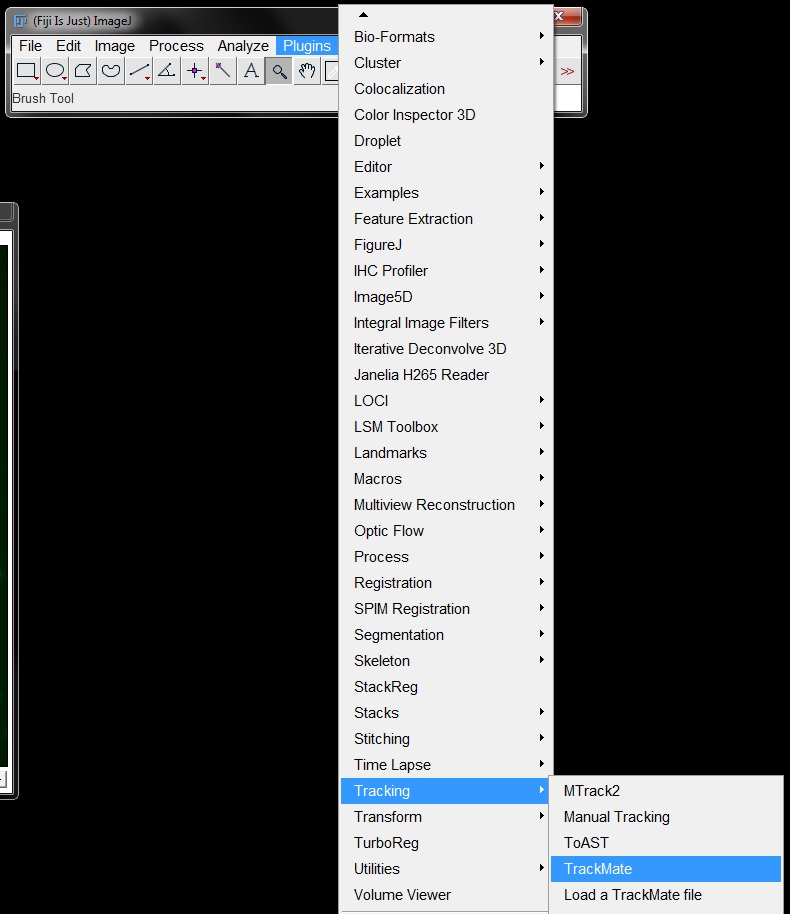 (Fiji Is Just) ImageJ
File Edit Image Process Analyze Plugins
A
>>
Brush Tool
Bio-Formats
Cluster
Colocalization
Color Inspector 3D
Droplet
Editor
Examples
Feature Extraction
FigureJ
IHC Profiler
Image5D
Integral Image Filters
Iterative Deconvolve 3D
Janelia H265 Reader
LOCI
LSM Toolbox
Landmarks
Macros
Multiview Reconstruction
Optic Flow
Process
Registration
SPIM Registration
Segmentation
Skeleton
StackReg
Stacks
Stitching
Time Lapse
Tracking
MTrack2
Transform
Manual Tracking
TurboReg
ToAST
Utilities
TrackMate
Volume Viewer
Load a TrackMate file